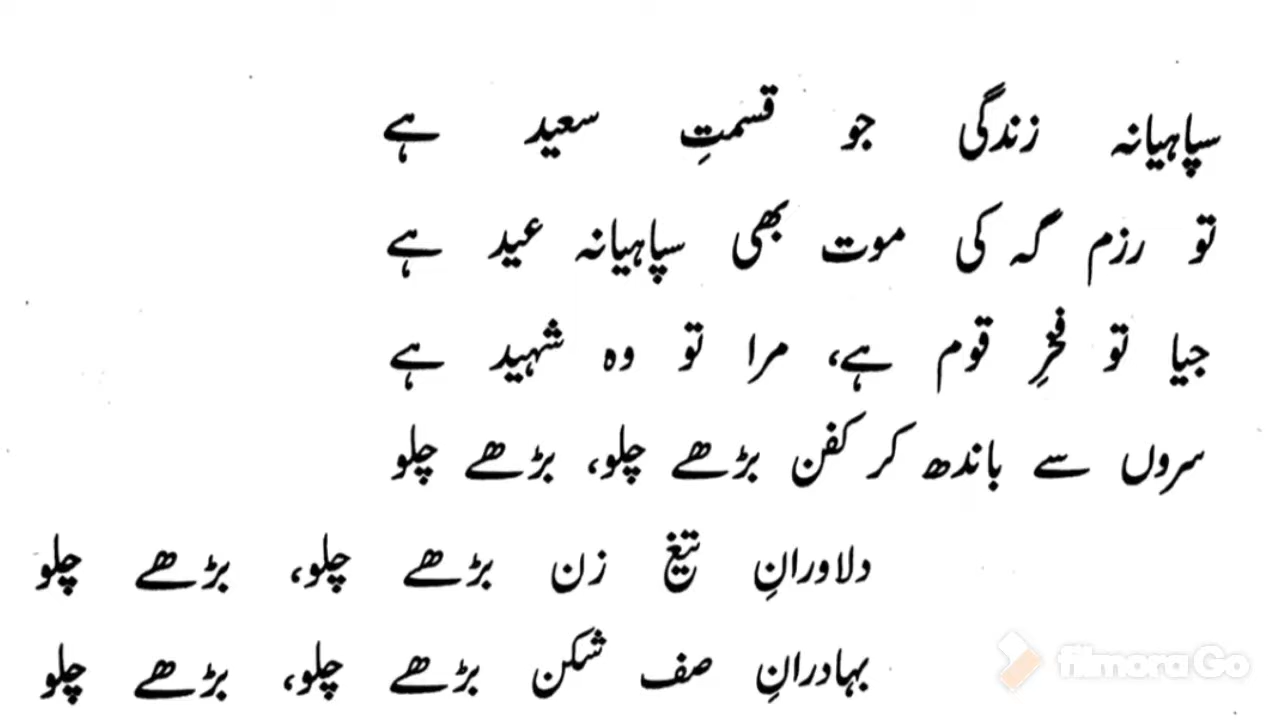 سپاہیانہ زندگی جو قسمتِ سعید ہے
تو رزم گہ کی موت بھی سپاہیانہ عید ہے
جیا تو فخرِ قوم ہے، مرا تو وہ شہید ہے
سروں سے باندھ کر کفن بڑھے چلو، بڑھے چلو
دلاورانِ تیغ زن بڑھے چلو، بڑھے چلو
بہادرانِ صف شکن بڑھے چلو، بڑھے چلو
filmora Go